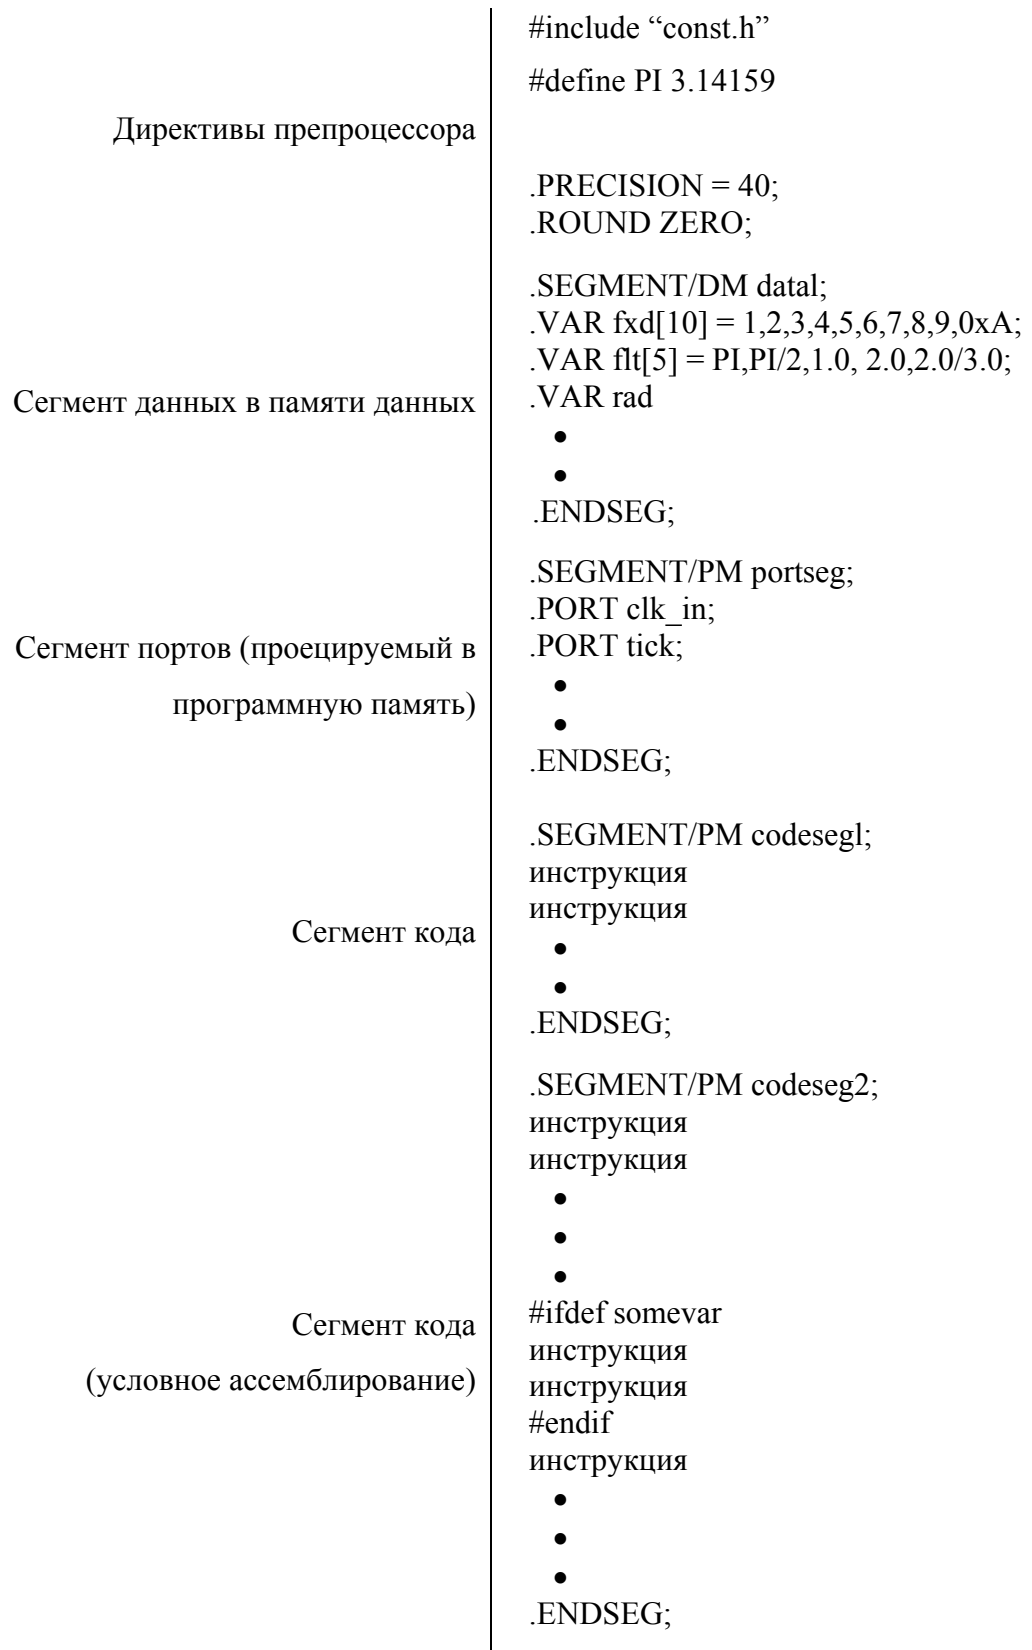 #include “const.h”
#define PI 3.14159
Директивы препроцессора
.PRECISION = 40;
.ROUND ZERO;
.SEGMENT/DM datal;
.VAR fxd[10] = 1,2,3,4,5,6,7,8,9,0xA;
.VAR flt[5] = PI,PI/2,1.0, 2.0,2.0/3.0;
Сегмент данных в памяти данных
.VAR rad
•
•
.ENDSEG;
.SEGMENT/PM portseg;
.PORT clk_in;
Сегмент портов (проецируемый в
программную память)
.PORT tick;
•
•
.ENDSEG;
.SEGMENT/PM codesegl;
инструкция
инструкция
Сегмент кода
•
•
.ENDSEG;
.SEGMENT/PM codeseg2;
инструкция
инструкция
•
•
•
Сегмент кода
(условное ассемблирование)
#ifdef somevar
инструкция
инструкция
#endif
инструкция
•
•
•
.ENDSEG;